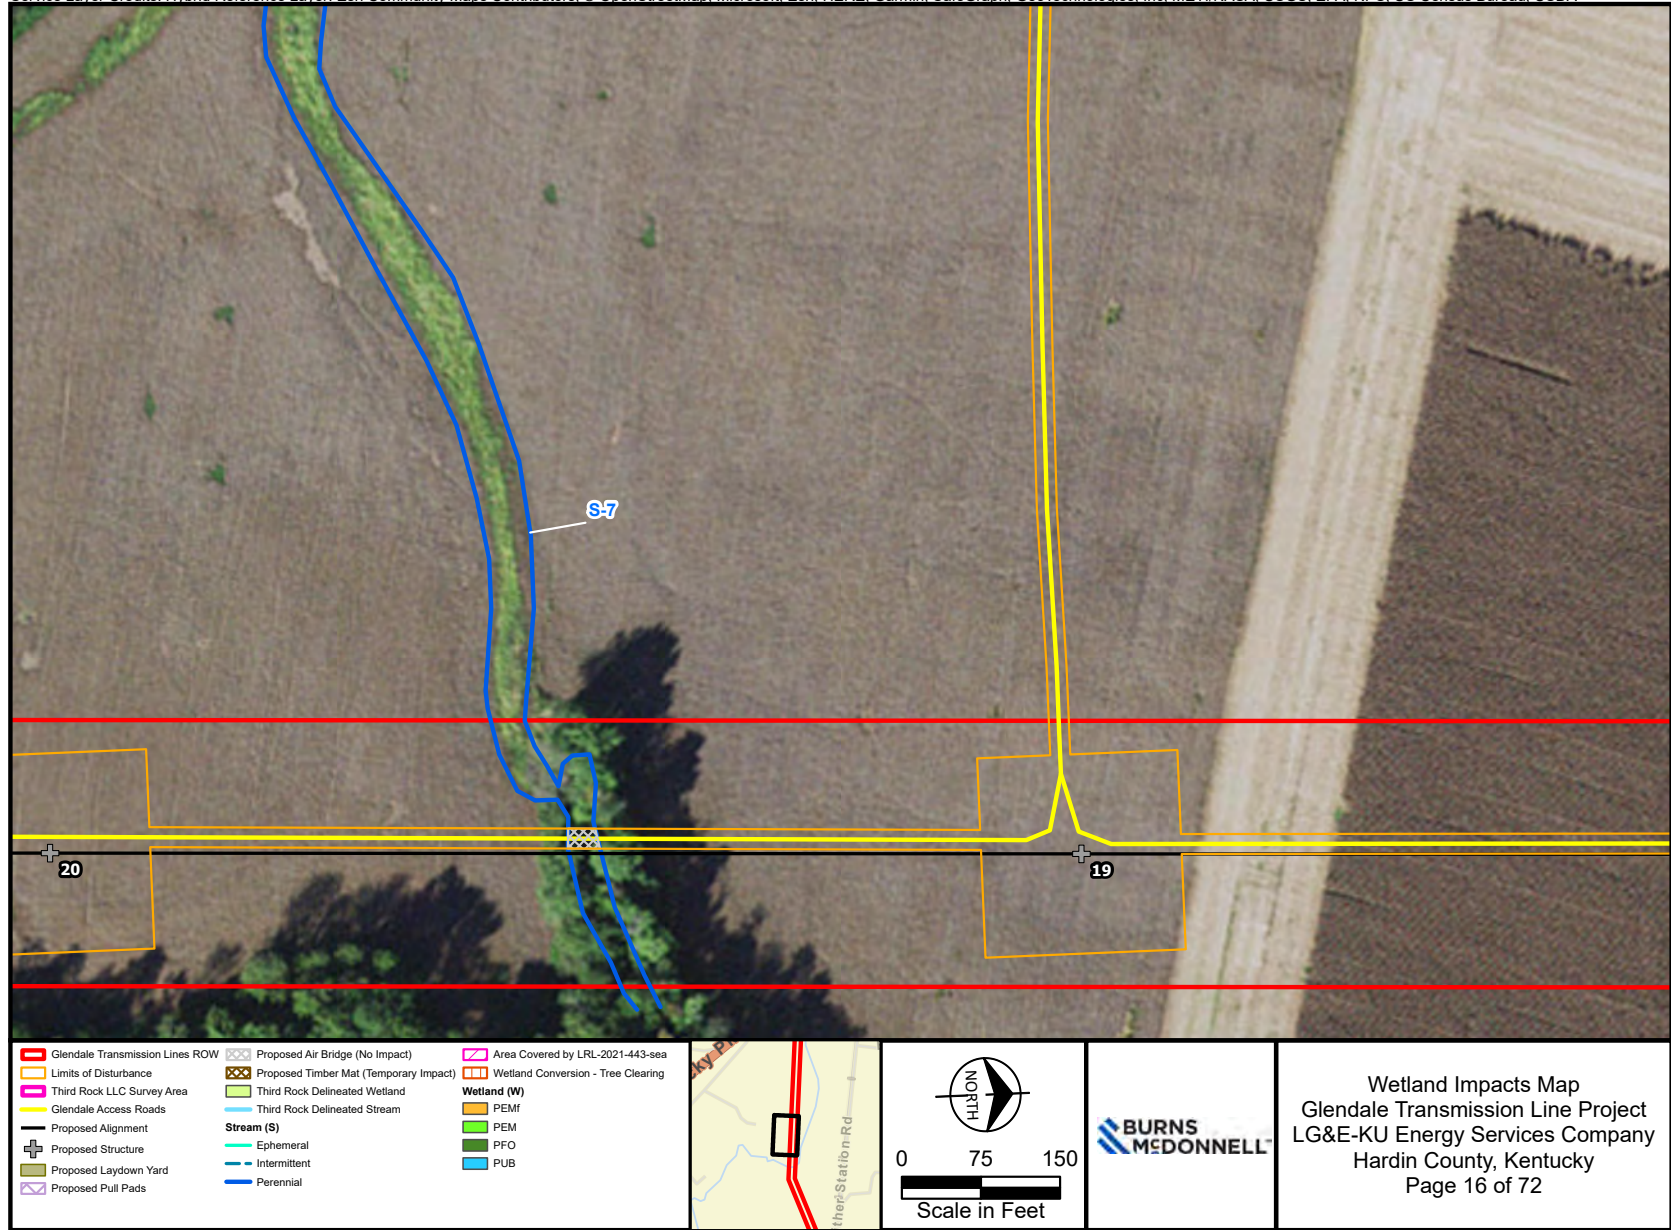 S-7
20
19
Glendale Transmission Lines ROW
Limits of Disturbance
Third Rock LLC Survey Area
Glendale Access Roads
Proposed Alignment
Proposed Structure
Proposed Laydown Yard
Proposed Pull Pads
Proposed Air Bridge (No Impact)
Proposed Timber Mat (Temporary Impact)
Third Rock Delineated Wetland
Third Rock Delineated Stream
Stream (S)
Ephemeral
Intermittent
Perennial
Area Covered by LRL-2021-443-sea
Wetland Conversion - Tree Clearing
Wetland (W)
PEMf
PEM
PFO
PUB
Station Rd
NORTH
0 75 150
Scale in Feet
BURNS
McDONNELL
Wetland Impacts Map
Glendale Transmission Line Project
LG&E-KU Energy Services Company
Hardin County, Kentucky
Page 16 of 72